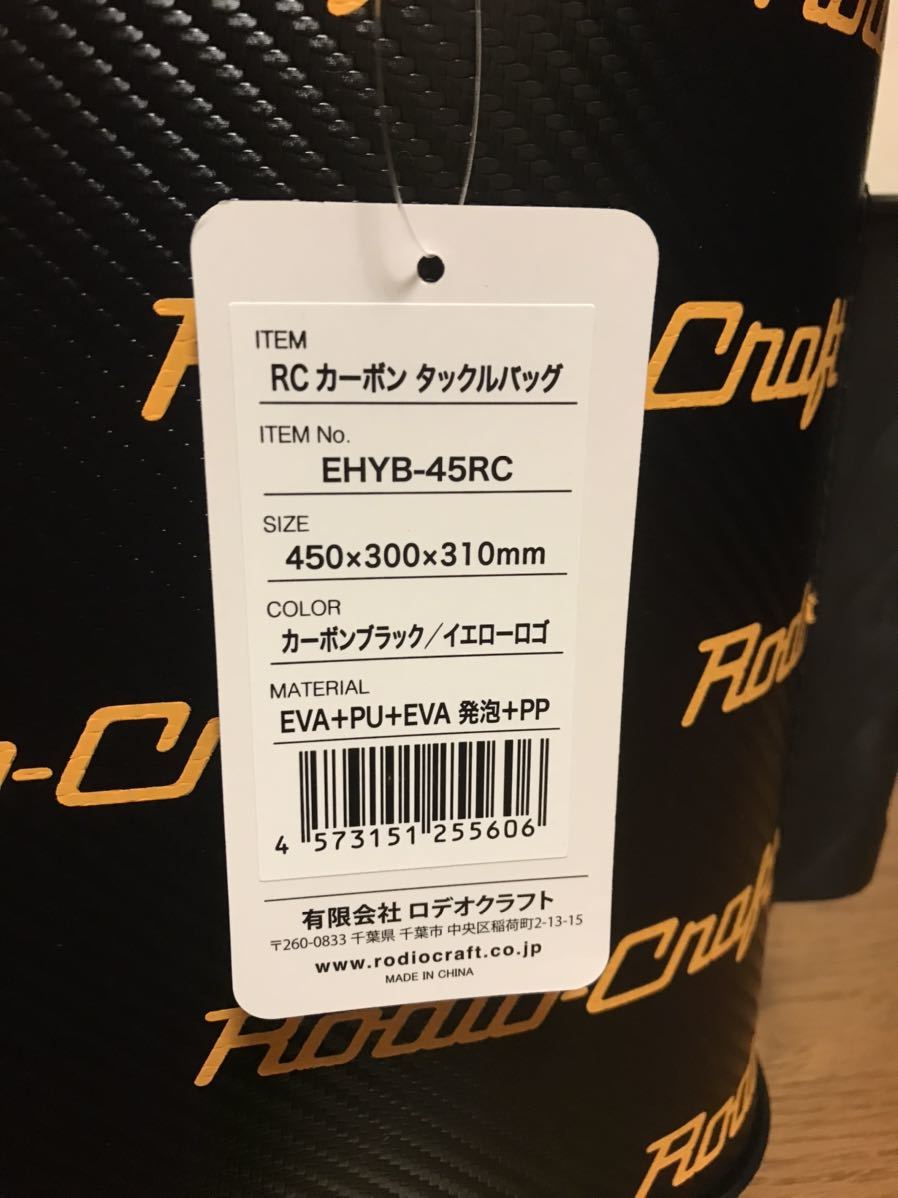 ITEM
RC カーボン タックルバッグ
ITEM No.
EHYB-45RC
SIZE
450×300×310mm
COLOR
カーボンブラック/イエローロゴ
MATERIAL
EVA+PU+EVA 発泡+PP
4 573151 255606
有限会社 ロデオクラフト
〒260-0833 千葉県 千葉市 中央区稲荷町2-13-15
www.rodiocraft.co.jp
MADE IN CHINA
Craft
Rodio-Craft